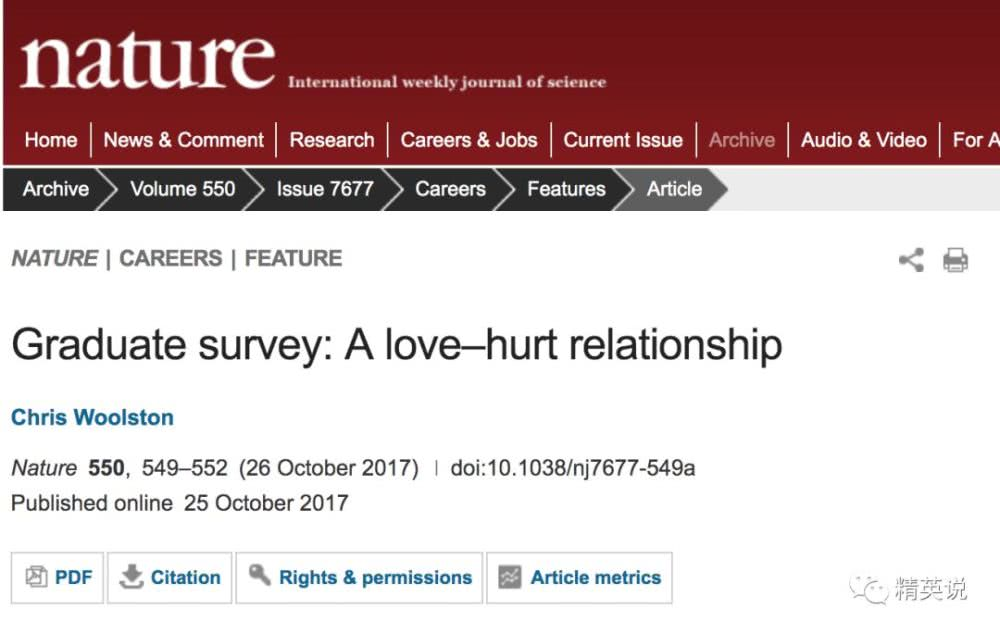 nature International weekly journal of science
Home News & Comment Research Careers & Jobs Current Issue Archive Audio & Video For A
Archive Volume 550 Issue 7677 Careers Features Article
NATURE | CAREERS | FEATURE
Graduate survey: A love–hurt relationship
Chris Woolston
Nature 550, 549–552 (26 October 2017) | doi:10.1038/nj7677-549a
Published online 25 October 2017
PDF Citation Rights & permissions Article metrics
精英说